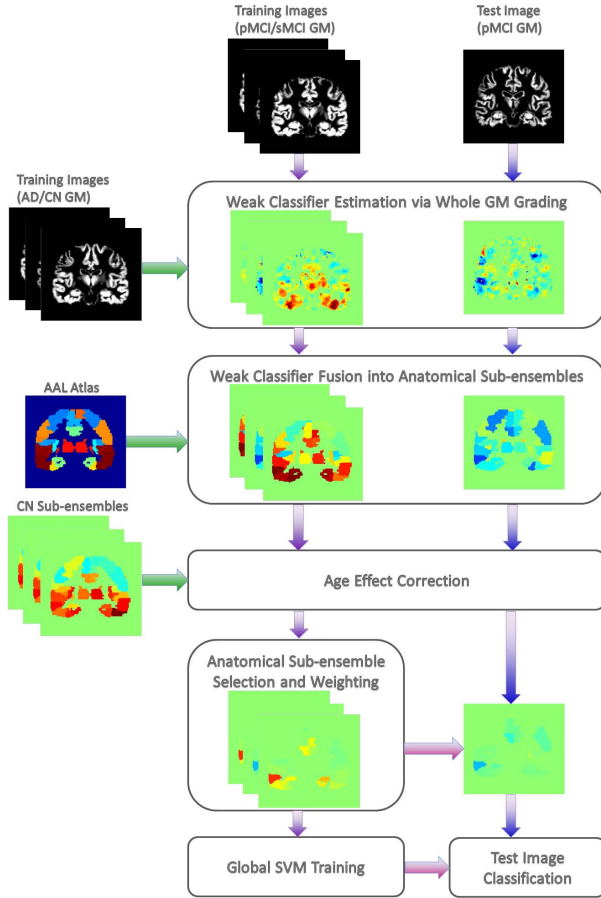 Training Images
(pMCI/sMCI GM)
Test Image
(pMCI GM)
Training Images
(AD/CN GM)
Weak Classifier Estimation via Whole GM Grading
AAL Atlas
Weak Classifier Fusion into Anatomical Sub-ensembles
CN Sub-ensembles
Age Effect Correction
Anatomical Sub-ensemble
Selection and Weighting
Global SVM Training
Test Image
Classification